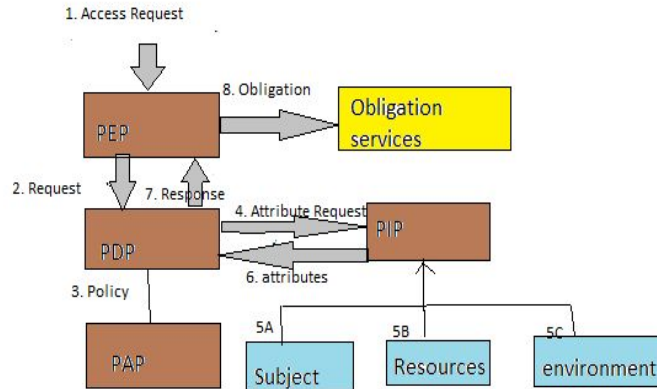 1. Access Request
8. Obligation
PEP
Obligation
services
2. Request
7. Response
4. Attribute Request
PDP
PIP
6. attributes
3. Policy
5A
5B
5C
PAP
Subject
Resources
environment